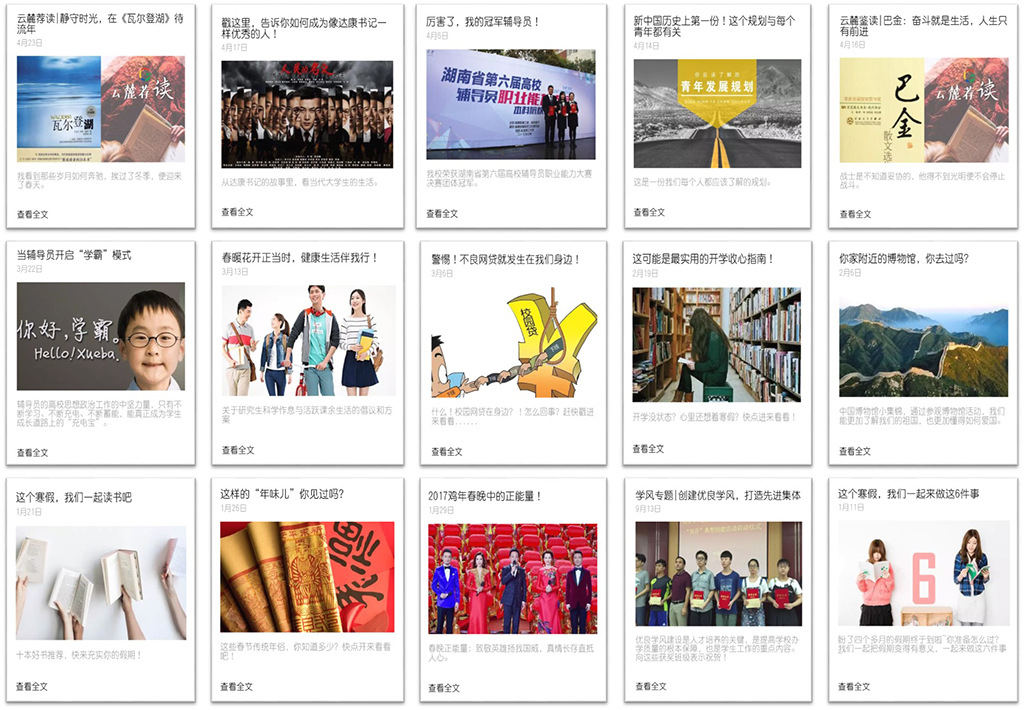 云麓荐读|静守时光，在《瓦尔登湖》待
流年
4月23日
瓦尔登湖
云麓荐读
我看到那些岁月如何奔驰，挨过了冬季，便迎来
了春天。
查看全文
戳这里，告诉你如何成为像达康书记一
样优秀的人！
4月17日
从达康书记的故事里，看当代大学生的生活。
查看全文
厉害了，我的冠军辅导员！
4月6日
湖南省第六届高校
辅导员职业能
我校荣获湖南省第六届高校辅导员职业能力大赛
决赛团体冠军。
查看全文
新中国历史上第一份！这个规划与每个
青年都有关
4月14日
你应该了解的
青年发展规划
这是一份我们每个人都应该了解的规划。
查看全文
云麓鉴读|巴金：奋斗就是生活，人生只
有前进
4月16日
巴金
散文选
云麓荐读
战士是不知道妥协的，他得不到光明便不会停止
战斗。
查看全文
当辅导员开启“学霸”模式
3月22日
你好,学霸。
Hello!Xueba.
辅导员的高校思想政治工作的中坚力量，只有不
断学习、不断充电、不断蓄能，能真正成为学生
成长道路上的“充电宝”。
查看全文
春暖花开正当时，健康生活伴我行！
3月13日
关于研究生科学作息与活跃课余生活的倡议和方
案
查看全文
警惕！不良网贷就发生在我们身边！
3月6日
校园贷
什么！校园网贷在身边？！怎么回事？赶快戳进
来看看......
查看全文
这可能是最实用的开学收心指南！
2月19日
开学没状态？心里还想着寒假？快点进来看看！
查看全文
你家附近的博物馆，你去过吗？
2月6日
中国博物馆小集锦，通过参观博物馆活动，我们
能更加了解我们的祖国，也更加懂得如何爱国。
查看全文
这个寒假，我们一起读书吧
1月21日
十本好书推荐，快来充实你的假期！
查看全文
这样的“年味儿”你见过吗？
1月26日
这些春节传统年俗，你知道多少？快点开来看看
吧！
查看全文
2017鸡年春晚中的正能量！
1月29日
春晚正能量：致敬英雄扬我国威，真情长存直抵
人心。
查看全文
学风专题|创建优良学风，打造先进集体
9月13日
优良学风建设是人才培养的关键，是提高学校办
学质量的根本保障，也是学生工作的重点内容。
向这些获奖班级表示祝贺！
查看全文
这个寒假，我们一起来做这6件事
1月11日
6
盼了四个多月的假期终于到啦~你准备怎么过？
我们一起把假期变得有意义，一起来做这六件事
查看全文